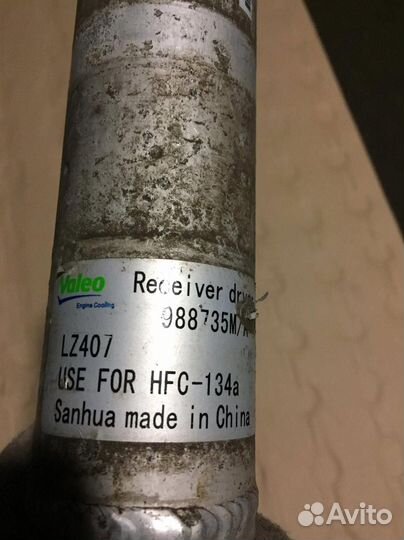 Valeo
Engine Cooling
Receiver
988735M/A
LZ407
USE FOR HFC-134a
Sanhua made in China
Avito